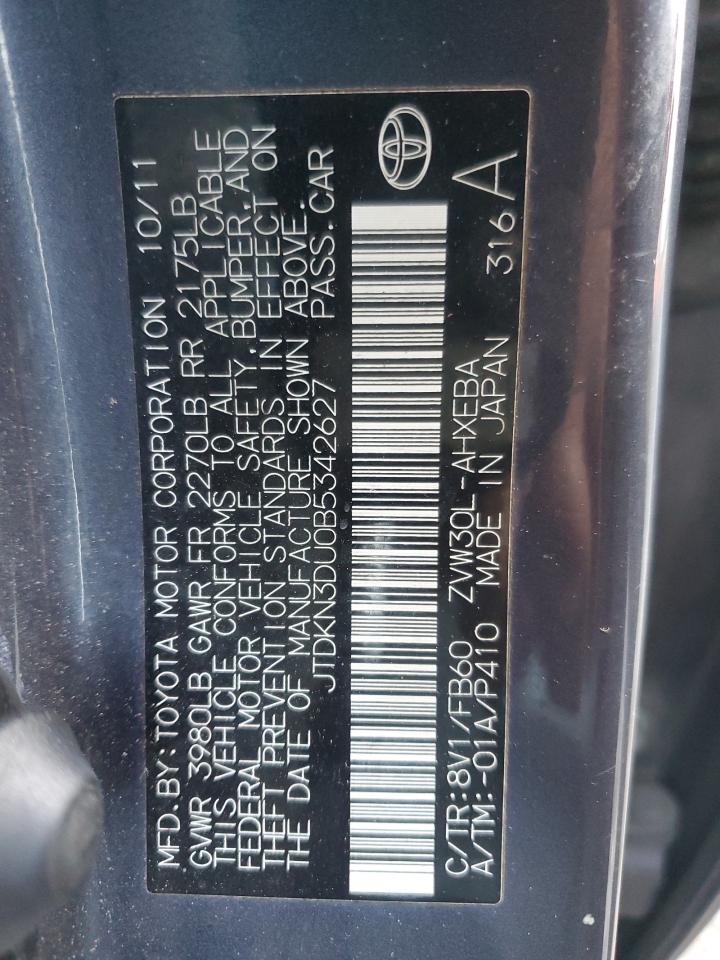 MFD.BY:TOYOTA MOTOR CORPORATION 10/11
GVWR 3980LB GAWR FR 2270LB RR 2175LB
THIS VEHICLE CONFORMS TO ALL APPLICABLE
FEDERAL MOTOR VEHICLE SAFETY,BUMPER,AND
THEFT PREVENTION STANDARDS IN EFFECT ON
THE DATE OF MANUFACTURE SHOWN ABOVE.
JTDKN3DU0B5342627 PASS.CAR
C/TR:8V1/FB60 ZVW30L-AHXEBA
A/TM:-01A/P410 MADE IN JAPAN 316 A